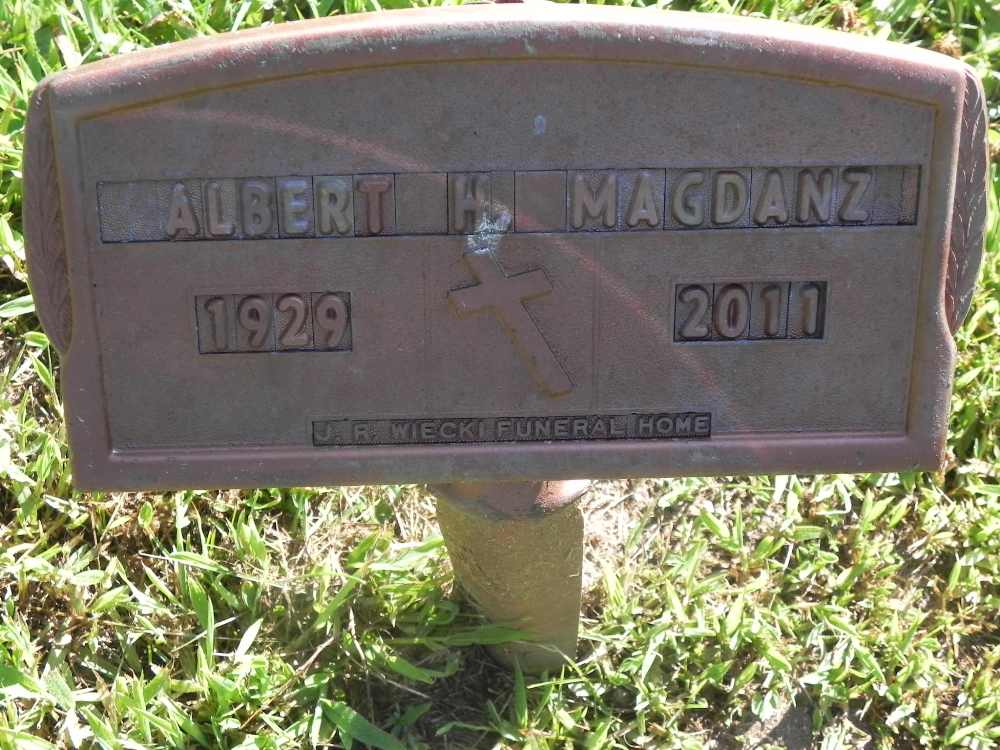 ALBERT H MAGDANZ
1929 2011
J. R. WIECKI FUNERAL HOME